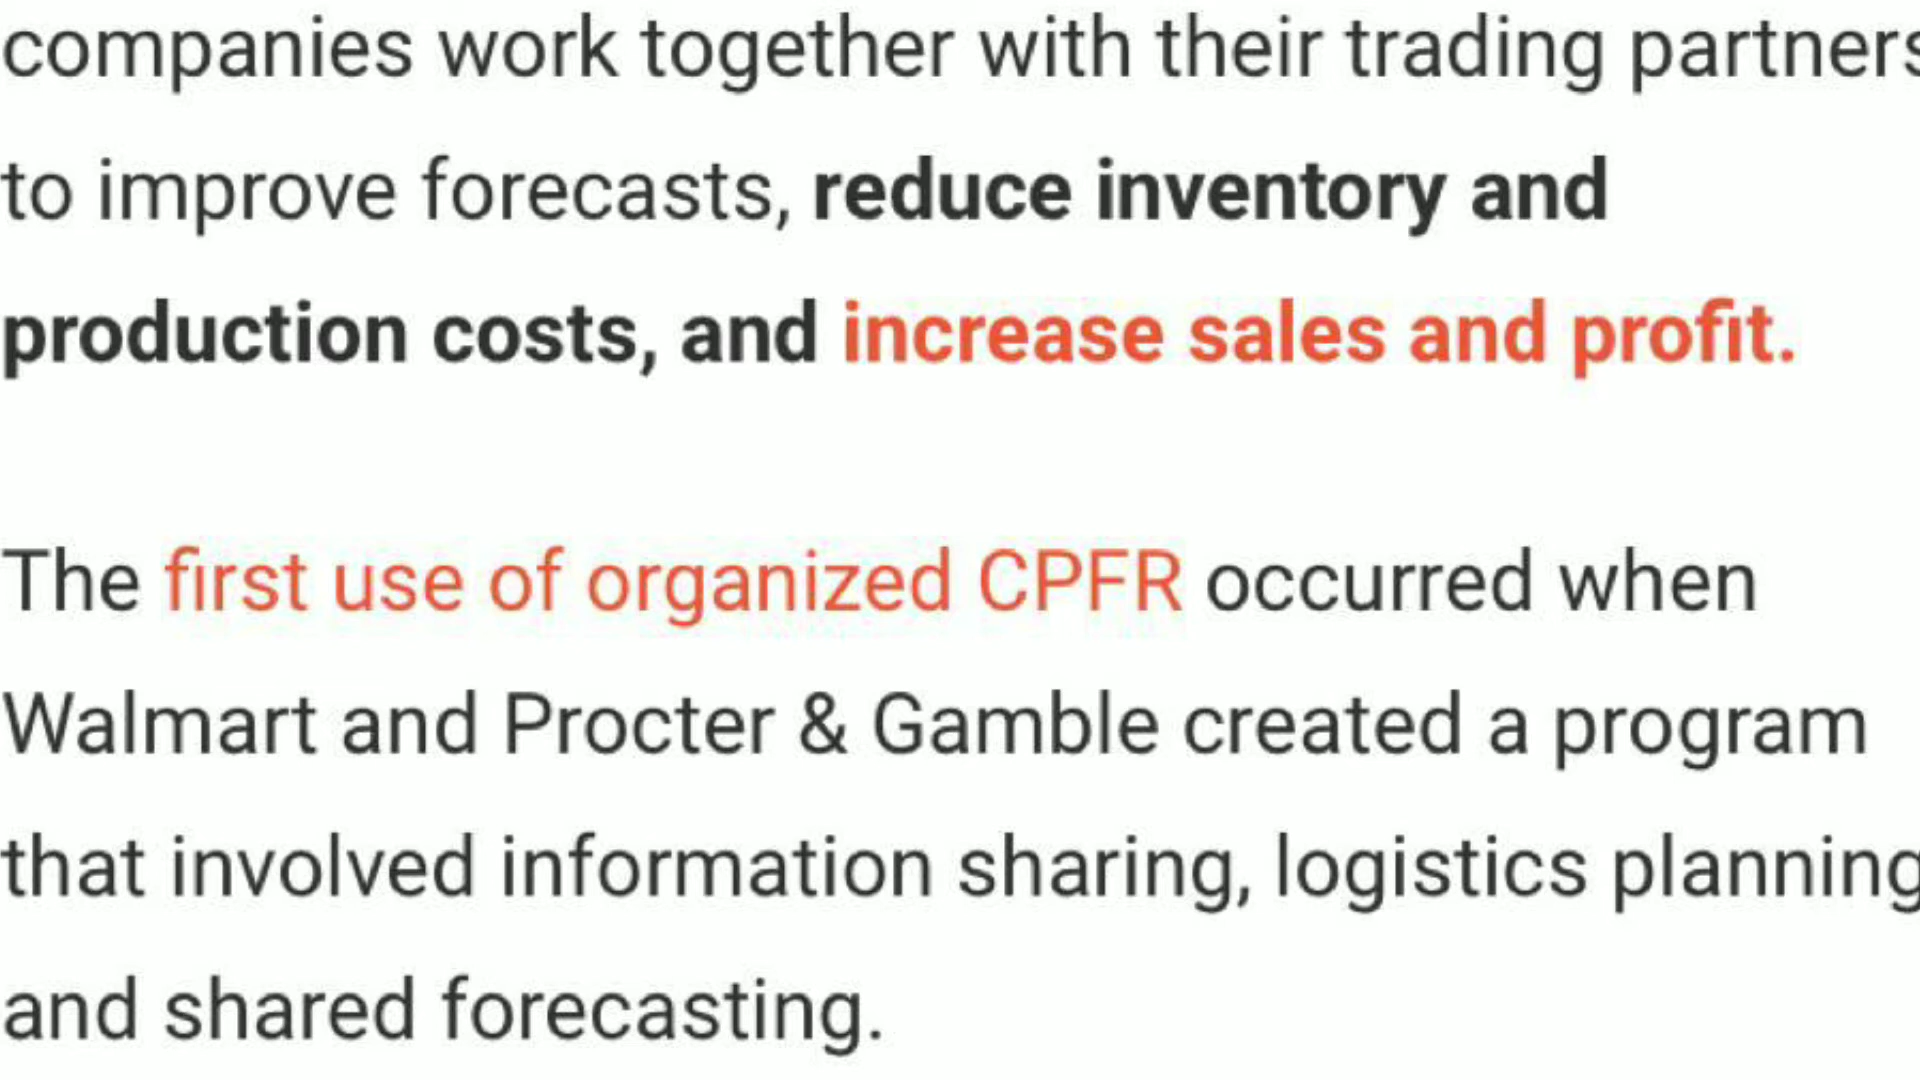 companies work together with their trading partners
to improve forecasts, reduce inventory and
production costs, and increase sales and profit.
The first use of organized CPFR occurred when
Walmart and Procter & Gamble created a program
that involved information sharing, logistics planning
and shared forecasting.